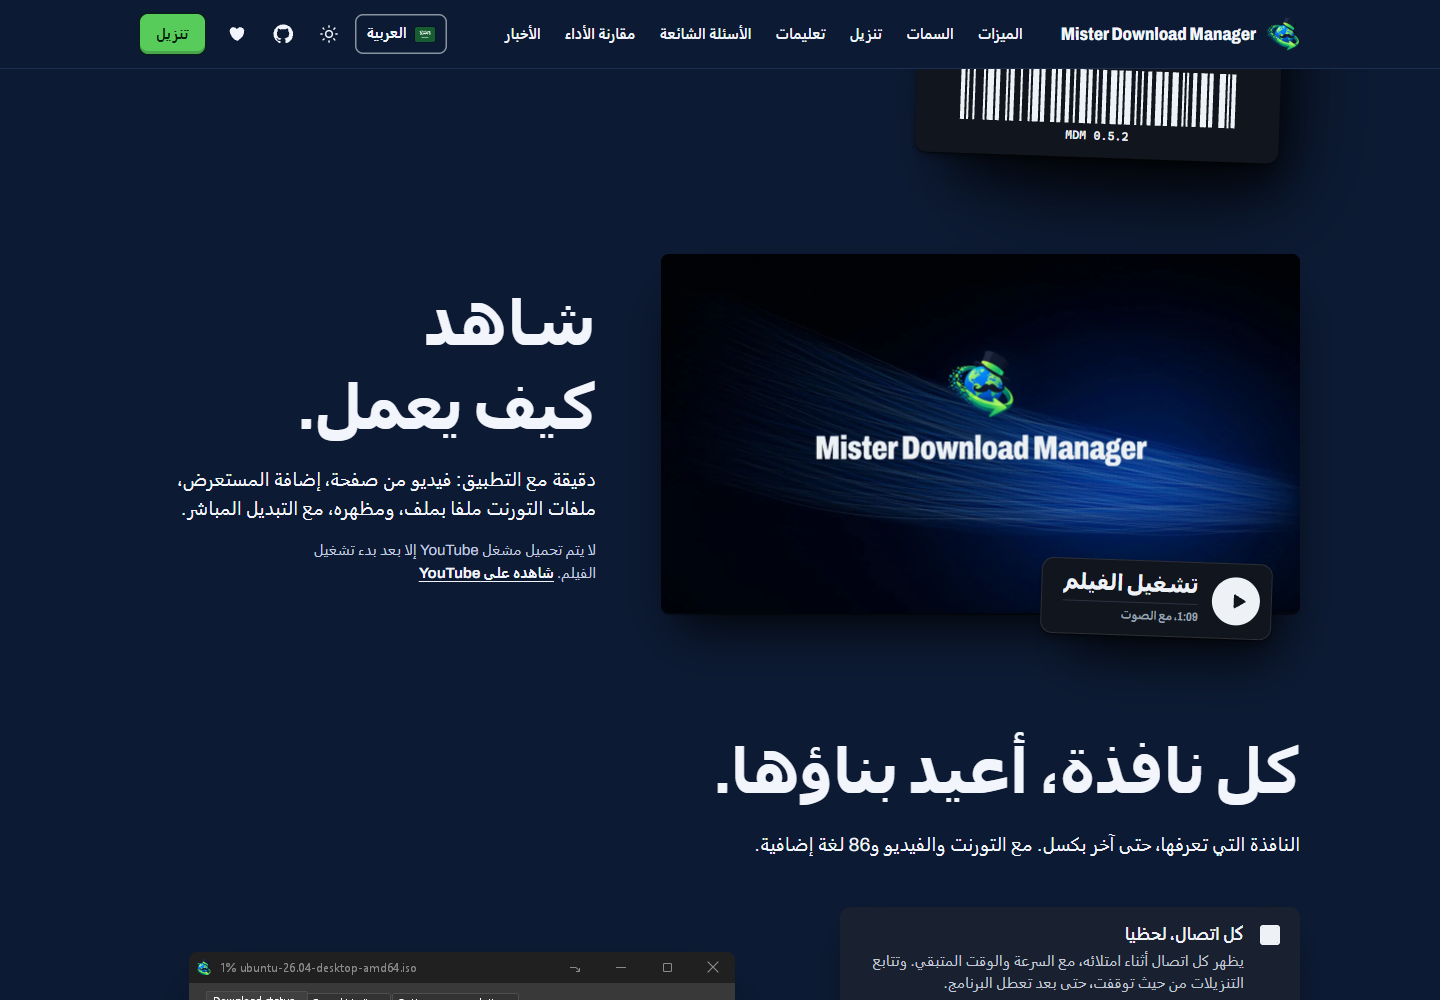 Mister Download Manager
الميزات
السمات
تنزيل
تعليمات
الأسئلة الشائعة
مقارنة الأداء
الأخبار
العربية
تنزيل
MDM 0.5.2
Mister Download Manager
تشغيل الفيلم
1:09، مع الصوت
شاهد
كيف يعمل.
دقيقة مع التطبيق: فيديو من صفحة، إضافة المستعرض،
ملفات التورنت ملفا بملف، ومظهره، مع التبديل المباشر.
لا يتم تحميل مشغل YouTube إلا بعد بدء تشغيل
الفيلم. شاهده على YouTube
كل نافذة، أعيد بناؤها.
النافذة التي تعرفها، حتى آخر بكسل. مع التورنت والفيديو و86 لغة إضافية.
كل اتصال، لحظيا
يظهر كل اتصال أثناء امتلائه، مع السرعة والوقت المتبقي. وتتابع
التنزيلات من حيث توقفت، حتى بعد تعطل البرنامج.
1% ubuntu-26.04-desktop-amd64.iso